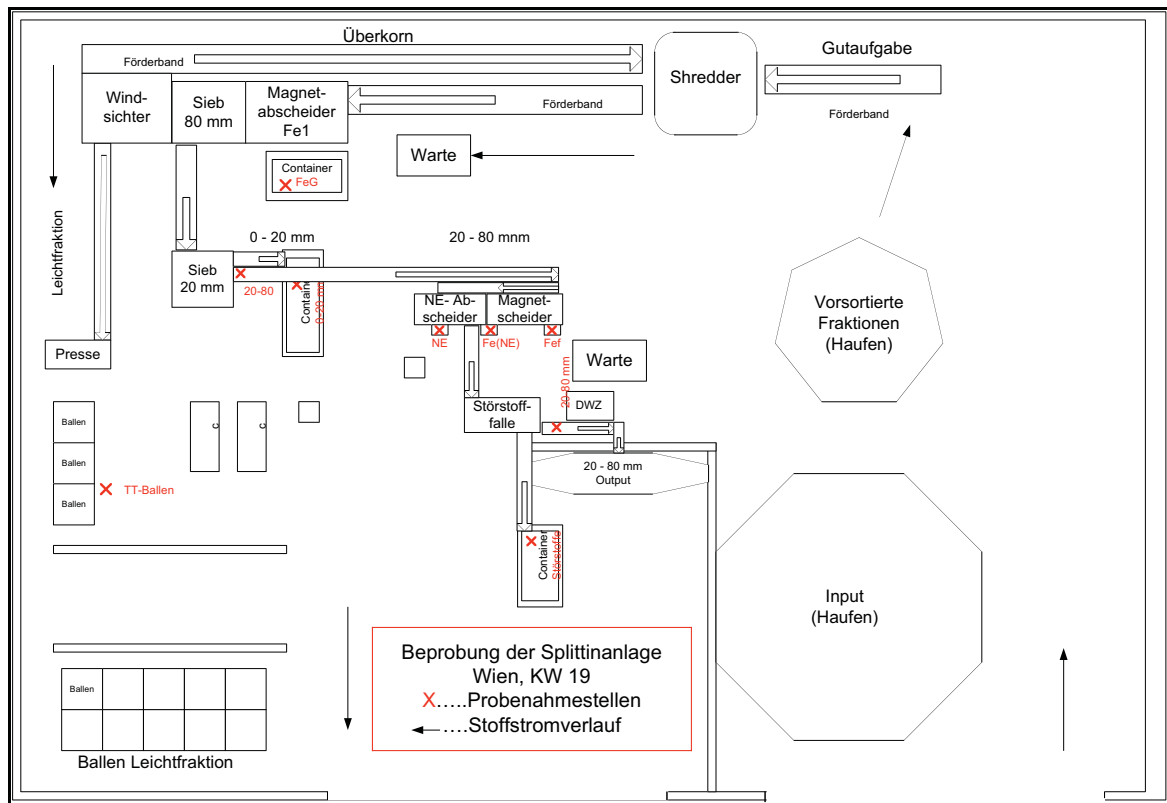 Überkorn
Förderband
Gutaufgabe
Shredder
Förderband
Förderband
Wind-
sichter
Sieb
80 mm
Magnet-
abscheider
Fe1
Warte
Container
FeG
Leichtfraktion
0 - 20 mm
20 - 80 mnm
Sieb
20 mm
20-80
Container
0-20 mm
NE- Ab-
scheider
Magnet-
scheider
NE
Fe(NE)
Fef
Vorsortierte
Fraktionen
(Haufen)
Presse
Warte
20-80 mm
DWZ
Störstoff-
falle
Ballen
Ballen
Ballen
C
C
TT-Ballen
20 - 80 mm
Output
Container
Störstoffe
Input
(Haufen)
Beprobung der Splittinanlage
Wien, KW 19
X.....Probenahmestellen
....Stoffstromverlauf
Ballen
Ballen Leichtfraktion